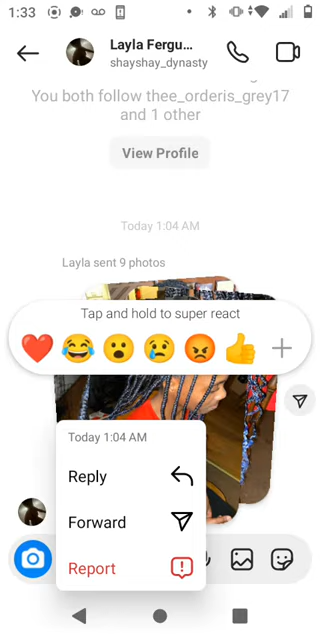 1:33
Layla Fergu...
shayshay_dynasty
You both follow thee_orderis_grey17
and 1 other
View Profile
Today 1:04 AM
Layla sent 9 photos
Tap and hold to super react
Today 1:04 AM
Reply
Forward
Report